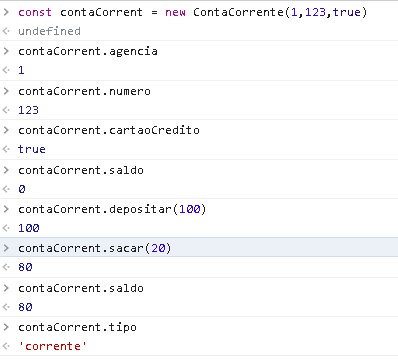 const contaCorrent = new ContaCorrente(1,123,true)
undefined
contaCorrent.agencia
1
contaCorrent.numero
123
contaCorrent.cartaoCredito
true
contaCorrent.saldo
0
contaCorrent.depositar(100)
100
contaCorrent.sacar(20)
80
contaCorrent.saldo
80
contaCorrent.tipo
'corrente'